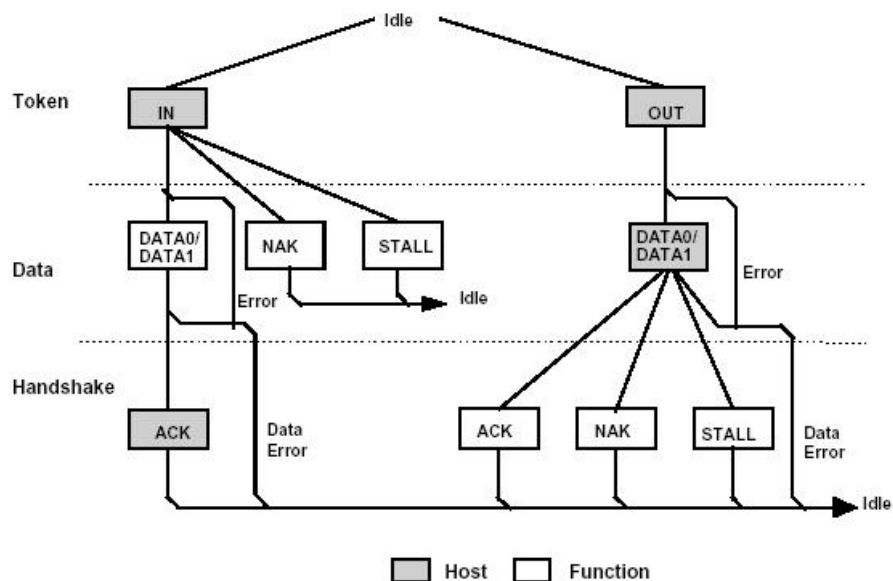 Idle
Token
IN
OUT
DATA0/
DATA1
NAK
STALL
DATA0/
DATA1
Data
Error
Idle
Error
Handshake
ACK
Data
Error
ACK
NAK
STALL
Data
Error
Idle
Host
Function